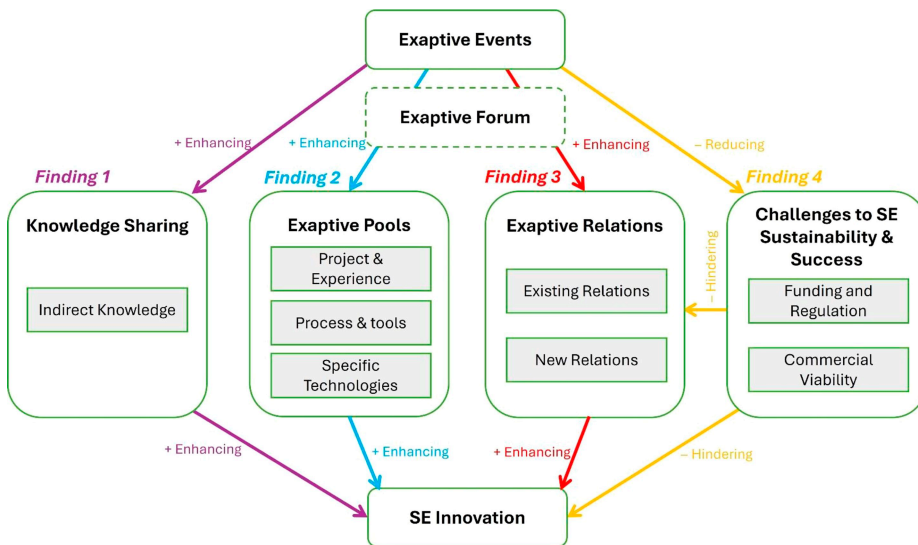 Exaptive Events
Exaptive Forum
+ Enhancing
+ Enhancing
+ Enhancing
– Reducing
Finding 1
Finding 2
Finding 3
Finding 4
Knowledge Sharing
Indirect Knowledge
Exaptive Pools
Project &
Experience
Process & tools
Specific
Technologies
Exaptive Relations
Existing Relations
New Relations
– Hindering
Challenges to SE
Sustainability &
Success
Funding and
Regulation
Commercial
Viability
+ Enhancing
+ Enhancing
+ Enhancing
– Hindering
SE Innovation